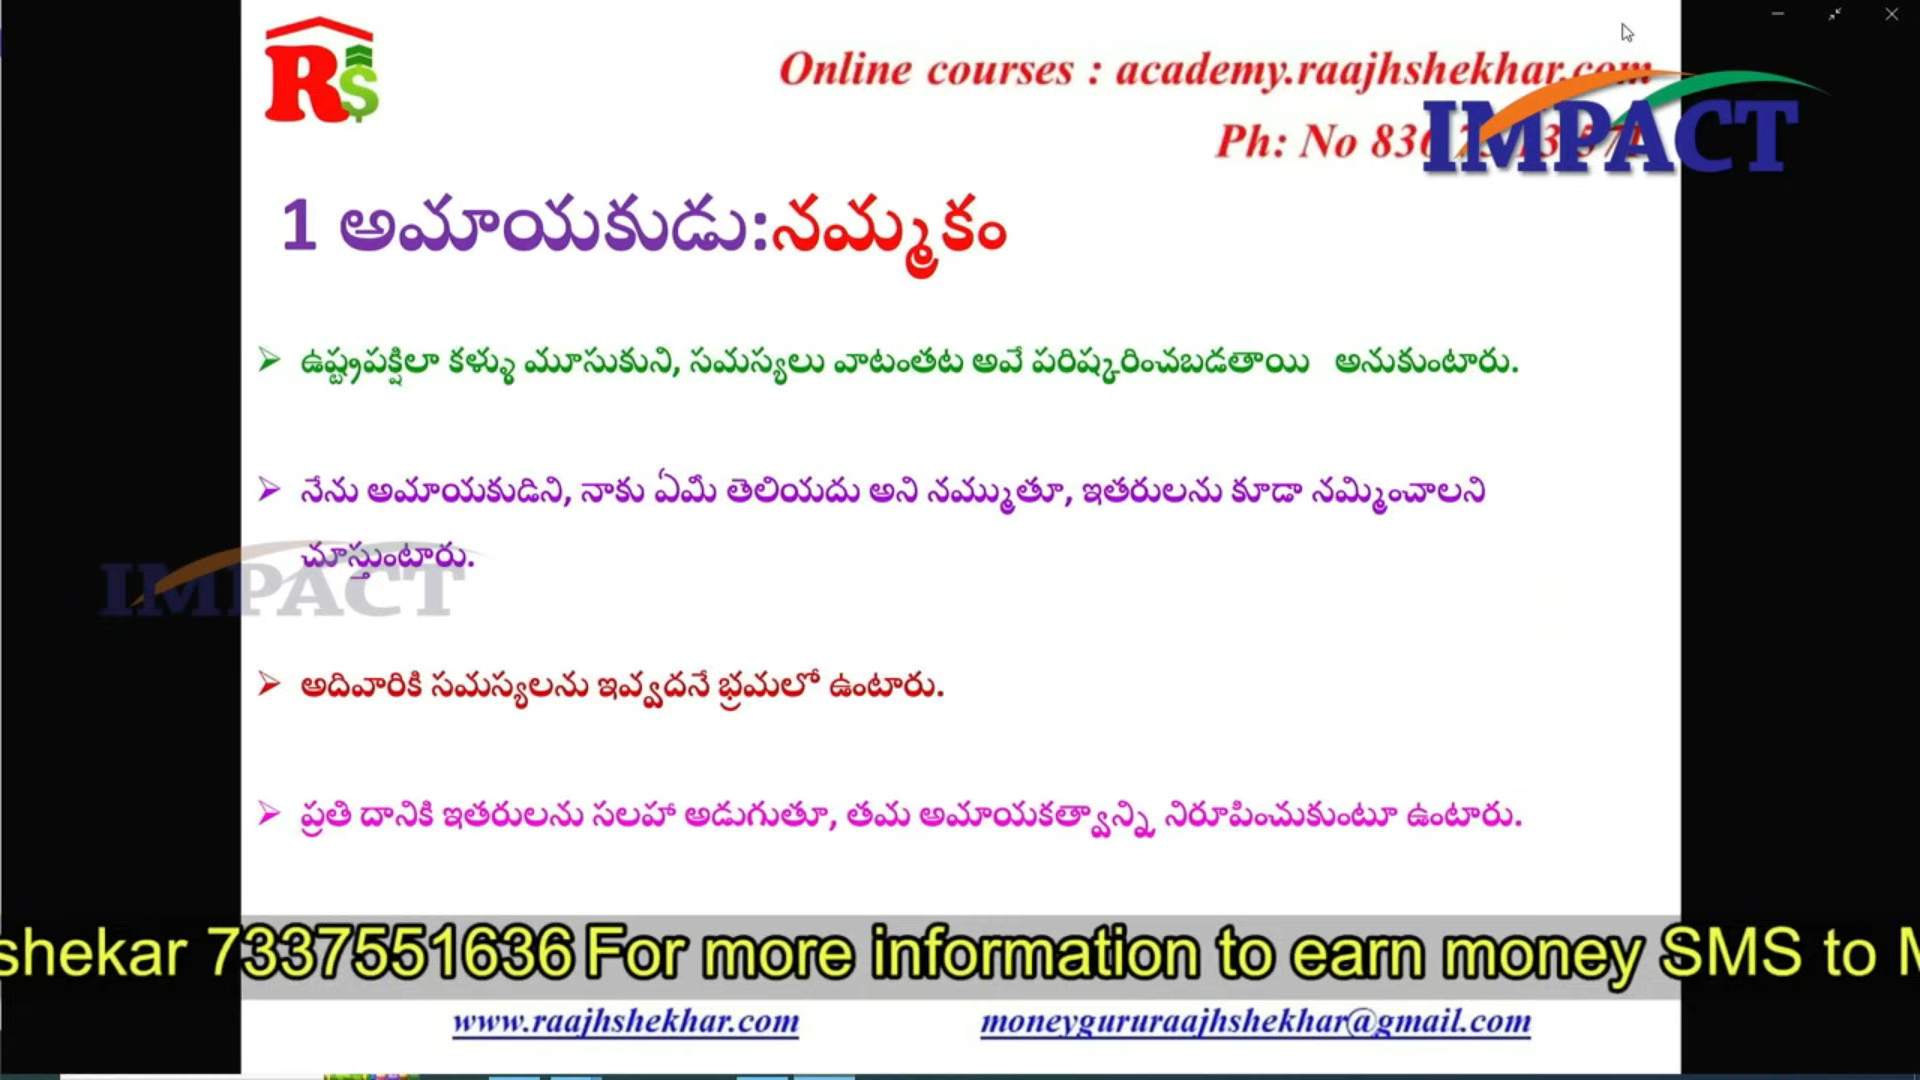 R$
Online courses : academy.raajhshekhar.com
Ph: No
IMPACT
1 అమాయకుడు:నమ్మకం
ఉష్ట్రపక్షిలా కళ్ళు మూసుకుని, సమస్యలు వాటంతట అవే పరిష్కరించబడతాయి అనుకుంటారు.
నేను అమాయకుడిని, నాకు ఏమీ తెలియదు అని నమ్ముతూ, ఇతరులను కూడా నమ్మించాలని
చూస్తుంటారు.
IMPACT
అదివారికి సమస్యలను ఇవ్వదనే భ్రమలో ఉంటారు.
ప్రతి దానికి ఇతరులను సలహా అడుగుతూ, తమ అమాయకత్వాన్ని నిరూపించుకుంటూ ఉంటారు.
shekar 7337551636 For more information to earn money SMS to
www.raajhshekhar.com
moneygururaajhshekhar@gmail.com